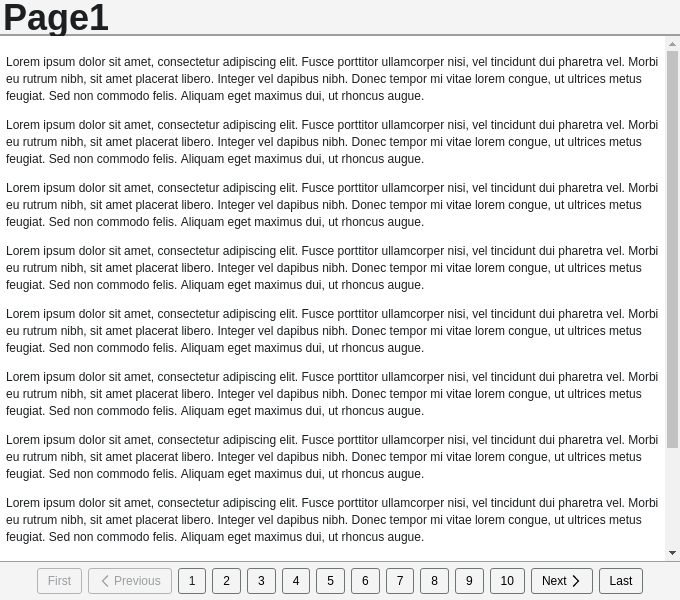 Page1
Lorem ipsum dolor sit amet, consectetur adipiscing elit. Fusce porttitor ullamcorper nisi, vel tincidunt dui pharetra vel. Morbi
eu rutrum nibh, sit amet placerat libero. Integer vel dapibus nibh. Donec tempor mi vitae lorem congue, ut ultrices metus
feugiat. Sed non commodo felis. Aliquam eget maximus dui, ut rhoncus augue.
Lorem ipsum dolor sit amet, consectetur adipiscing elit. Fusce porttitor ullamcorper nisi, vel tincidunt dui pharetra vel. Morbi
eu rutrum nibh, sit amet placerat libero. Integer vel dapibus nibh. Donec tempor mi vitae lorem congue, ut ultrices metus
feugiat. Sed non commodo felis. Aliquam eget maximus dui, ut rhoncus augue.
Lorem ipsum dolor sit amet, consectetur adipiscing elit. Fusce porttitor ullamcorper nisi, vel tincidunt dui pharetra vel. Morbi
eu rutrum nibh, sit amet placerat libero. Integer vel dapibus nibh. Donec tempor mi vitae lorem congue, ut ultrices metus
feugiat. Sed non commodo felis. Aliquam eget maximus dui, ut rhoncus augue.
Lorem ipsum dolor sit amet, consectetur adipiscing elit. Fusce porttitor ullamcorper nisi, vel tincidunt dui pharetra vel. Morbi
eu rutrum nibh, sit amet placerat libero. Integer vel dapibus nibh. Donec tempor mi vitae lorem congue, ut ultrices metus
feugiat. Sed non commodo felis. Aliquam eget maximus dui, ut rhoncus augue.
Lorem ipsum dolor sit amet, consectetur adipiscing elit. Fusce porttitor ullamcorper nisi, vel tincidunt dui pharetra vel. Morbi
eu rutrum nibh, sit amet placerat libero. Integer vel dapibus nibh. Donec tempor mi vitae lorem congue, ut ultrices metus
feugiat. Sed non commodo felis. Aliquam eget maximus dui, ut rhoncus augue.
Lorem ipsum dolor sit amet, consectetur adipiscing elit. Fusce porttitor ullamcorper nisi, vel tincidunt dui pharetra vel. Morbi
eu rutrum nibh, sit amet placerat libero. Integer vel dapibus nibh. Donec tempor mi vitae lorem congue, ut ultrices metus
feugiat. Sed non commodo felis. Aliquam eget maximus dui, ut rhoncus augue.
Lorem ipsum dolor sit amet, consectetur adipiscing elit. Fusce porttitor ullamcorper nisi, vel tincidunt dui pharetra vel. Morbi
eu rutrum nibh, sit amet placerat libero. Integer vel dapibus nibh. Donec tempor mi vitae lorem congue, ut ultrices metus
feugiat. Sed non commodo felis. Aliquam eget maximus dui, ut rhoncus augue.
Lorem ipsum dolor sit amet, consectetur adipiscing elit. Fusce porttitor ullamcorper nisi, vel tincidunt dui pharetra vel. Morbi
eu rutrum nibh, sit amet placerat libero. Integer vel dapibus nibh. Donec tempor mi vitae lorem congue, ut ultrices metus
feugiat. Sed non commodo felis. Aliquam eget maximus dui, ut rhoncus augue.
First Previous 1 2 3 4 5 6 7 8 9 10 Next Last